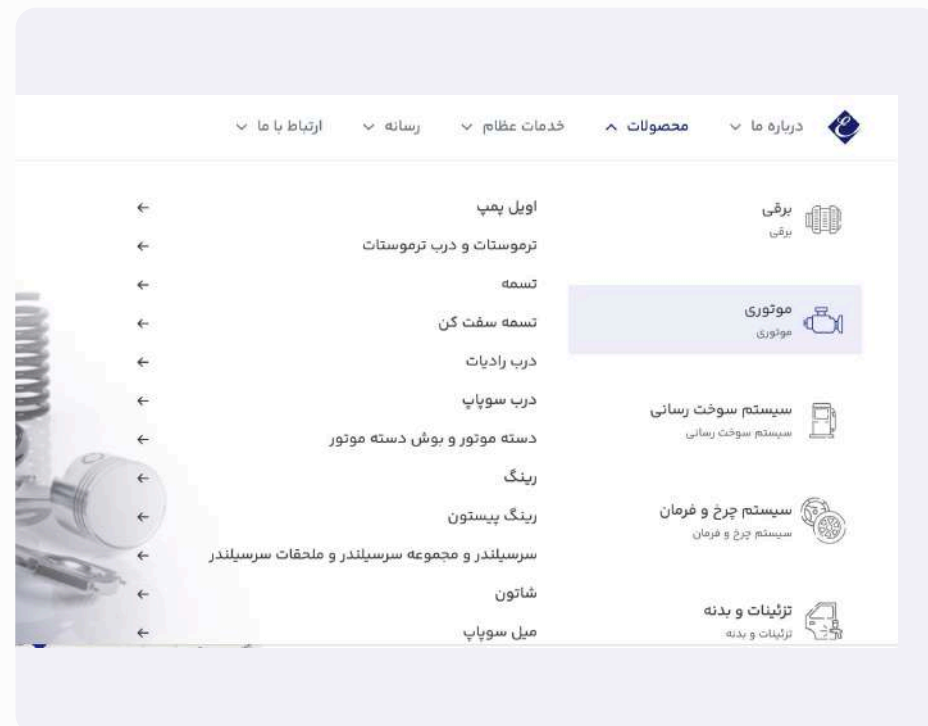 درباره ما محصولات خدمات عظام رسانه ارتباط با ما
برقی
برقی
موتوری
موتوری
سیستم سوخت رسانی
سیستم سوخت رسانی
سیستم چرخ و فرمان
سیستم چرخ و فرمان
تزئینات و بدنه
تزئینات و بدنه
اویل پمپ
ترموستات و درب ترموستات
تسمه
تسمه سفت کن
درب رادیات
درب سوپاپ
دسته موتور و بوش دسته موتور
رینگ
رینگ پیستون
سرسیلندر و مجموعه سرسیلندر و ملحقات سرسیلندر
شاتون
میل سوپاپ